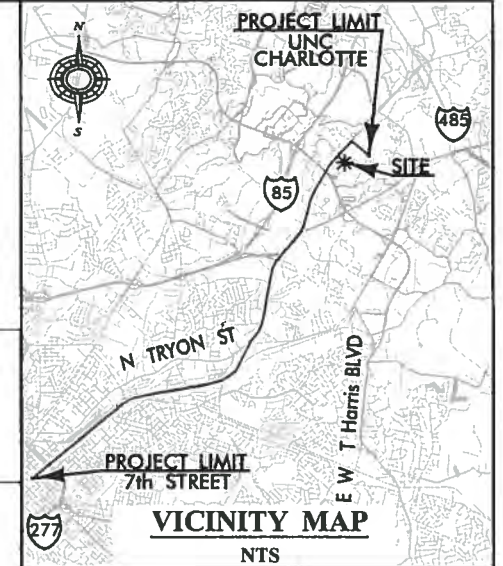 PROJECT LIMIT
UNC
CHARLOTTE
N
S
485
SITE
85
N TRYON ST
E W T Harris BLVD
PROJECT LIMIT
7th STREET
277
VICINITY MAP
NTS